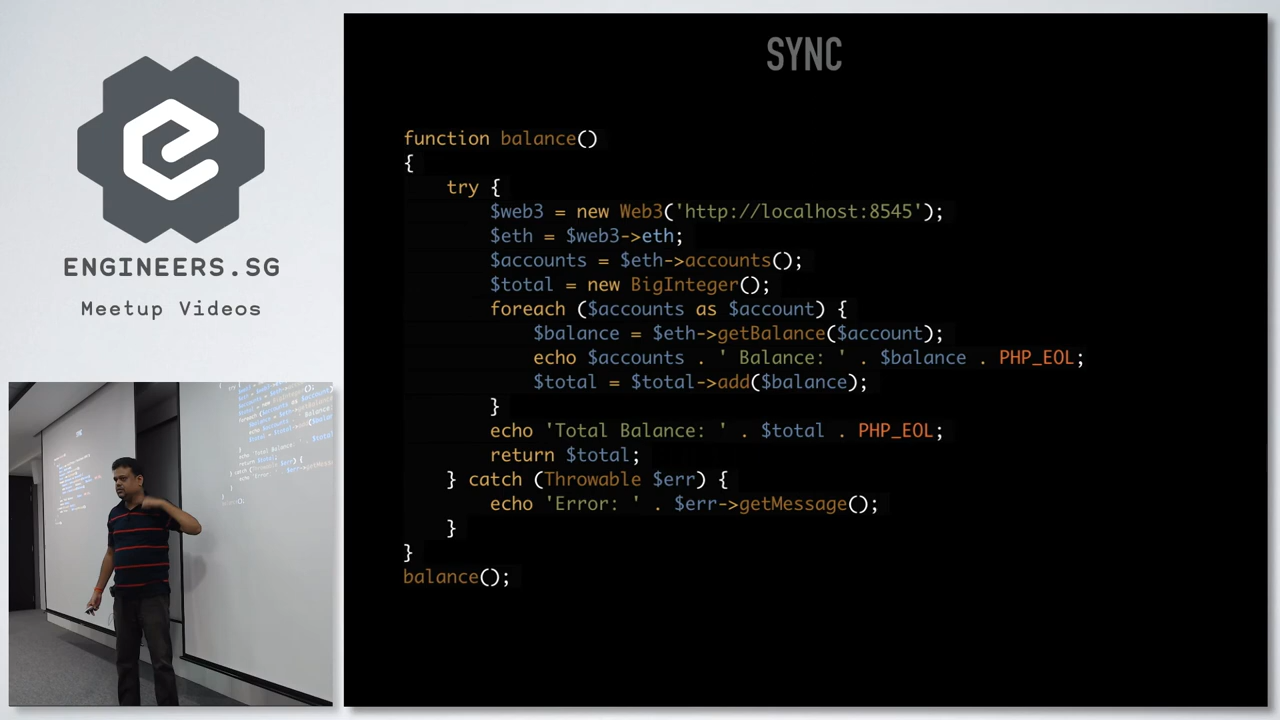 ENGINEERS.SG
Meetup Videos
SYNC
function balance()
{
    try {
        $web3 = new Web3('http://localhost:8545');
        $eth = $web3->eth;
        $accounts = $eth->accounts();
        $total = new BigInteger();
        foreach ($accounts as $account) {
            $balance = $eth->getBalance($account);
            echo $accounts . ' Balance: ' . $balance . PHP_EOL;
            $total = $total->add($balance);
        }
        echo 'Total Balance: ' . $total . PHP_EOL;
        return $total;
    } catch (Throwable $err) {
        echo 'Error: ' . $err->getMessage();
    }
}
balance();